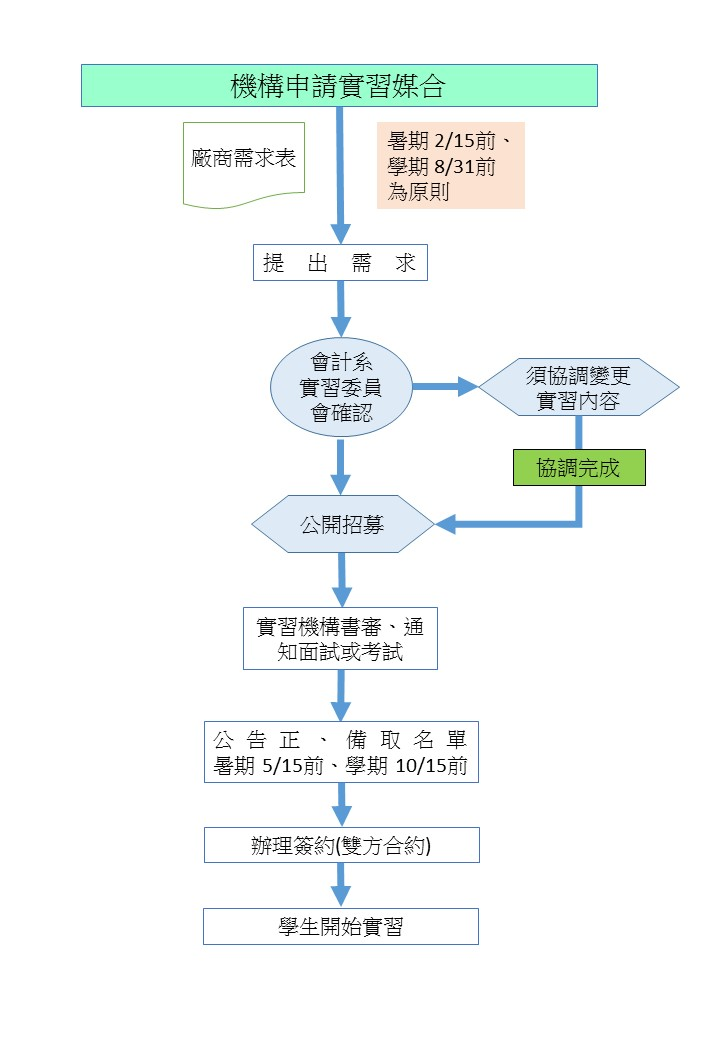 機構申請實習媒合
廠商需求表
暑期 2/15前、
學期 8/31前
為原則
提出需求
會計系
實習委員
會確認
須協調變更
實習內容
協調完成
公開招募
實習機構書審、通
知面試或考試
公告正、備取名單
暑期 5/15前、學期 10/15前
辦理簽約(雙方合約)
學生開始實習